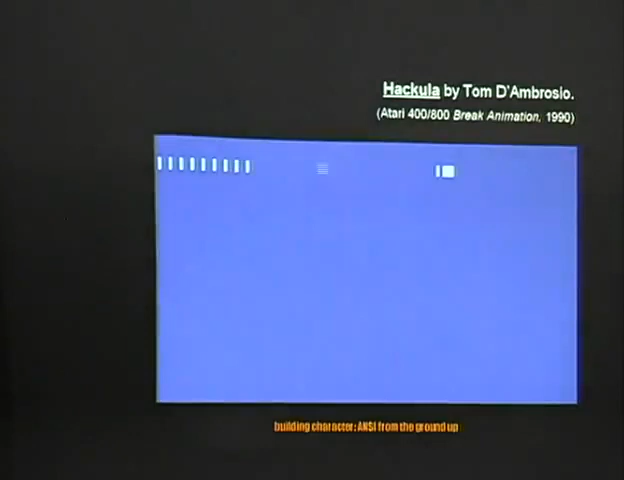 Hackula by Tom D'Ambrosio.
(Atari 400/800 Break Animation, 1990)
building character: ANSI from the ground up